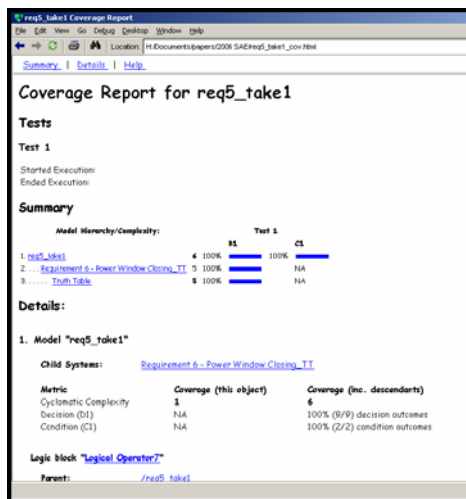 req5_take1 Coverage Report
File Edit View Go Debug Desktop Window Help
Location: H:/Documents/papers/2006 SAE/req5_take1_cov.html
Summary | Details | Help
Coverage Report for req5_take1
Tests
Test 1
Started Execution:
Ended Execution:
Summary
Model Hierarchy/Complexity: Test 1
D1 C1
1. req5_take1 6 100% 100%
2. ... Requirement 6 - Power Window Closing_TT 5 100% NA
3. ..... Truth Table 5 100% NA
Details:
1. Model "req5_take1"
Child Systems: Requirement 6 - Power Window Closing_TT
Metric Coverage (this object) Coverage (inc. descendants)
Cyclomatic Complexity 1 6
Decision (D1) NA 100% (9/9) decision outcomes
Condition (C1) NA 100% (2/2) condition outcomes
Logic block "Logical Operator7"
Parent: /req5_take1